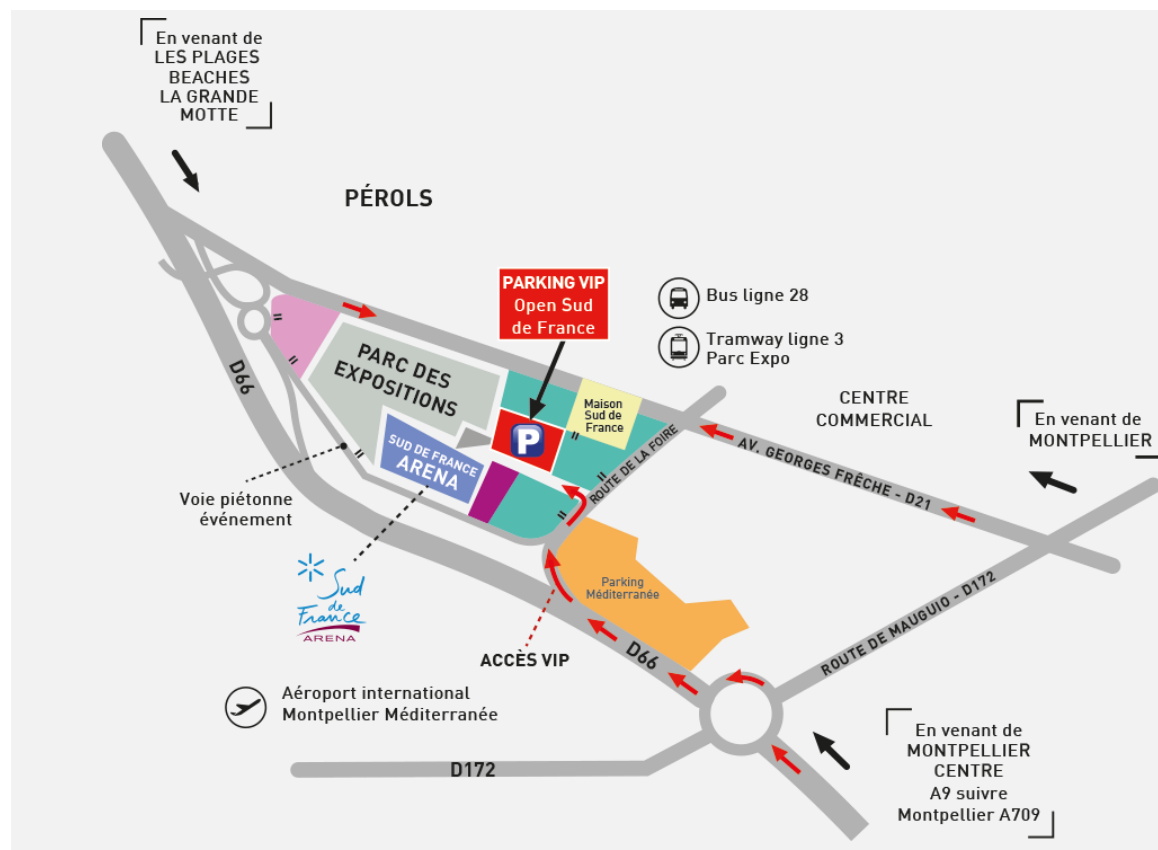 En venant de
LES PLAGES
BEACHES
LA GRANDE
MOTTE
PÉROLS
PARKING VIP
Open Sud
de France
Bus ligne 28
Tramway ligne 3
Parc Expo
D66
PARC DES
EXPOSITIONS
Maison
Sud de
France
CENTRE
COMMERCIAL
En venant de
MONTPELLIER
P
SUD DE FRANCE
ARENA
ROUTE DE LA FOIRE
AV. GEORGES FRÊCHE - D21
Voie piétonne
événement
Sud
de
France
ARENA
Parking
Méditerranée
ROUTE DE MAUGUIO - D172
ACCÈS VIP
D66
Aéroport international
Montpellier Méditerranée
D172
En venant de
MONTPELLIER
CENTRE
A9 suivre
Montpellier A709